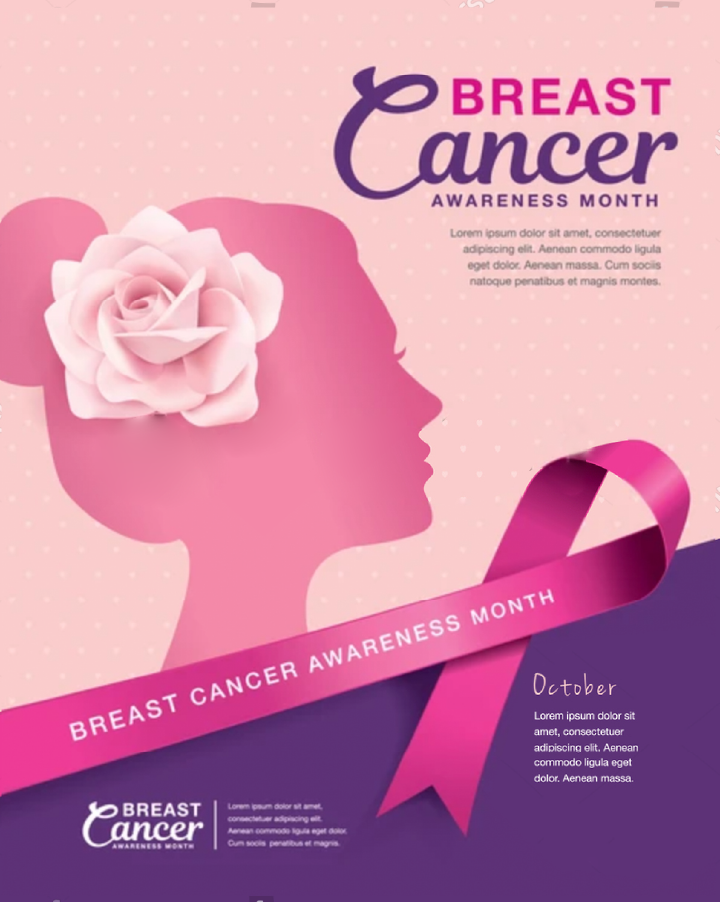 BREAST
Cancer
AWARENESS MONTH
Lorem ipsum dolor sit amet, consectetuer
adipiscing elit. Aenean commodo ligula
eget dolor. Aenean massa. Cum sociis
natoque penatibus et magnis montes.
BREAST CANCER AWARENESS MONTH
October
Lorem ipsum dolor sit
amet, consectetuer
adipiscing elit. Aenean
commodo ligula eget
dolor. Aenean massa.
BREAST
Cancer
AWARENESS MONTH
Lorem ipsum dolor sit amet,
consectetuer adipiscing elit.
Aenean commodo ligula eget dolor.
Cum sociis penatibus et magnis.